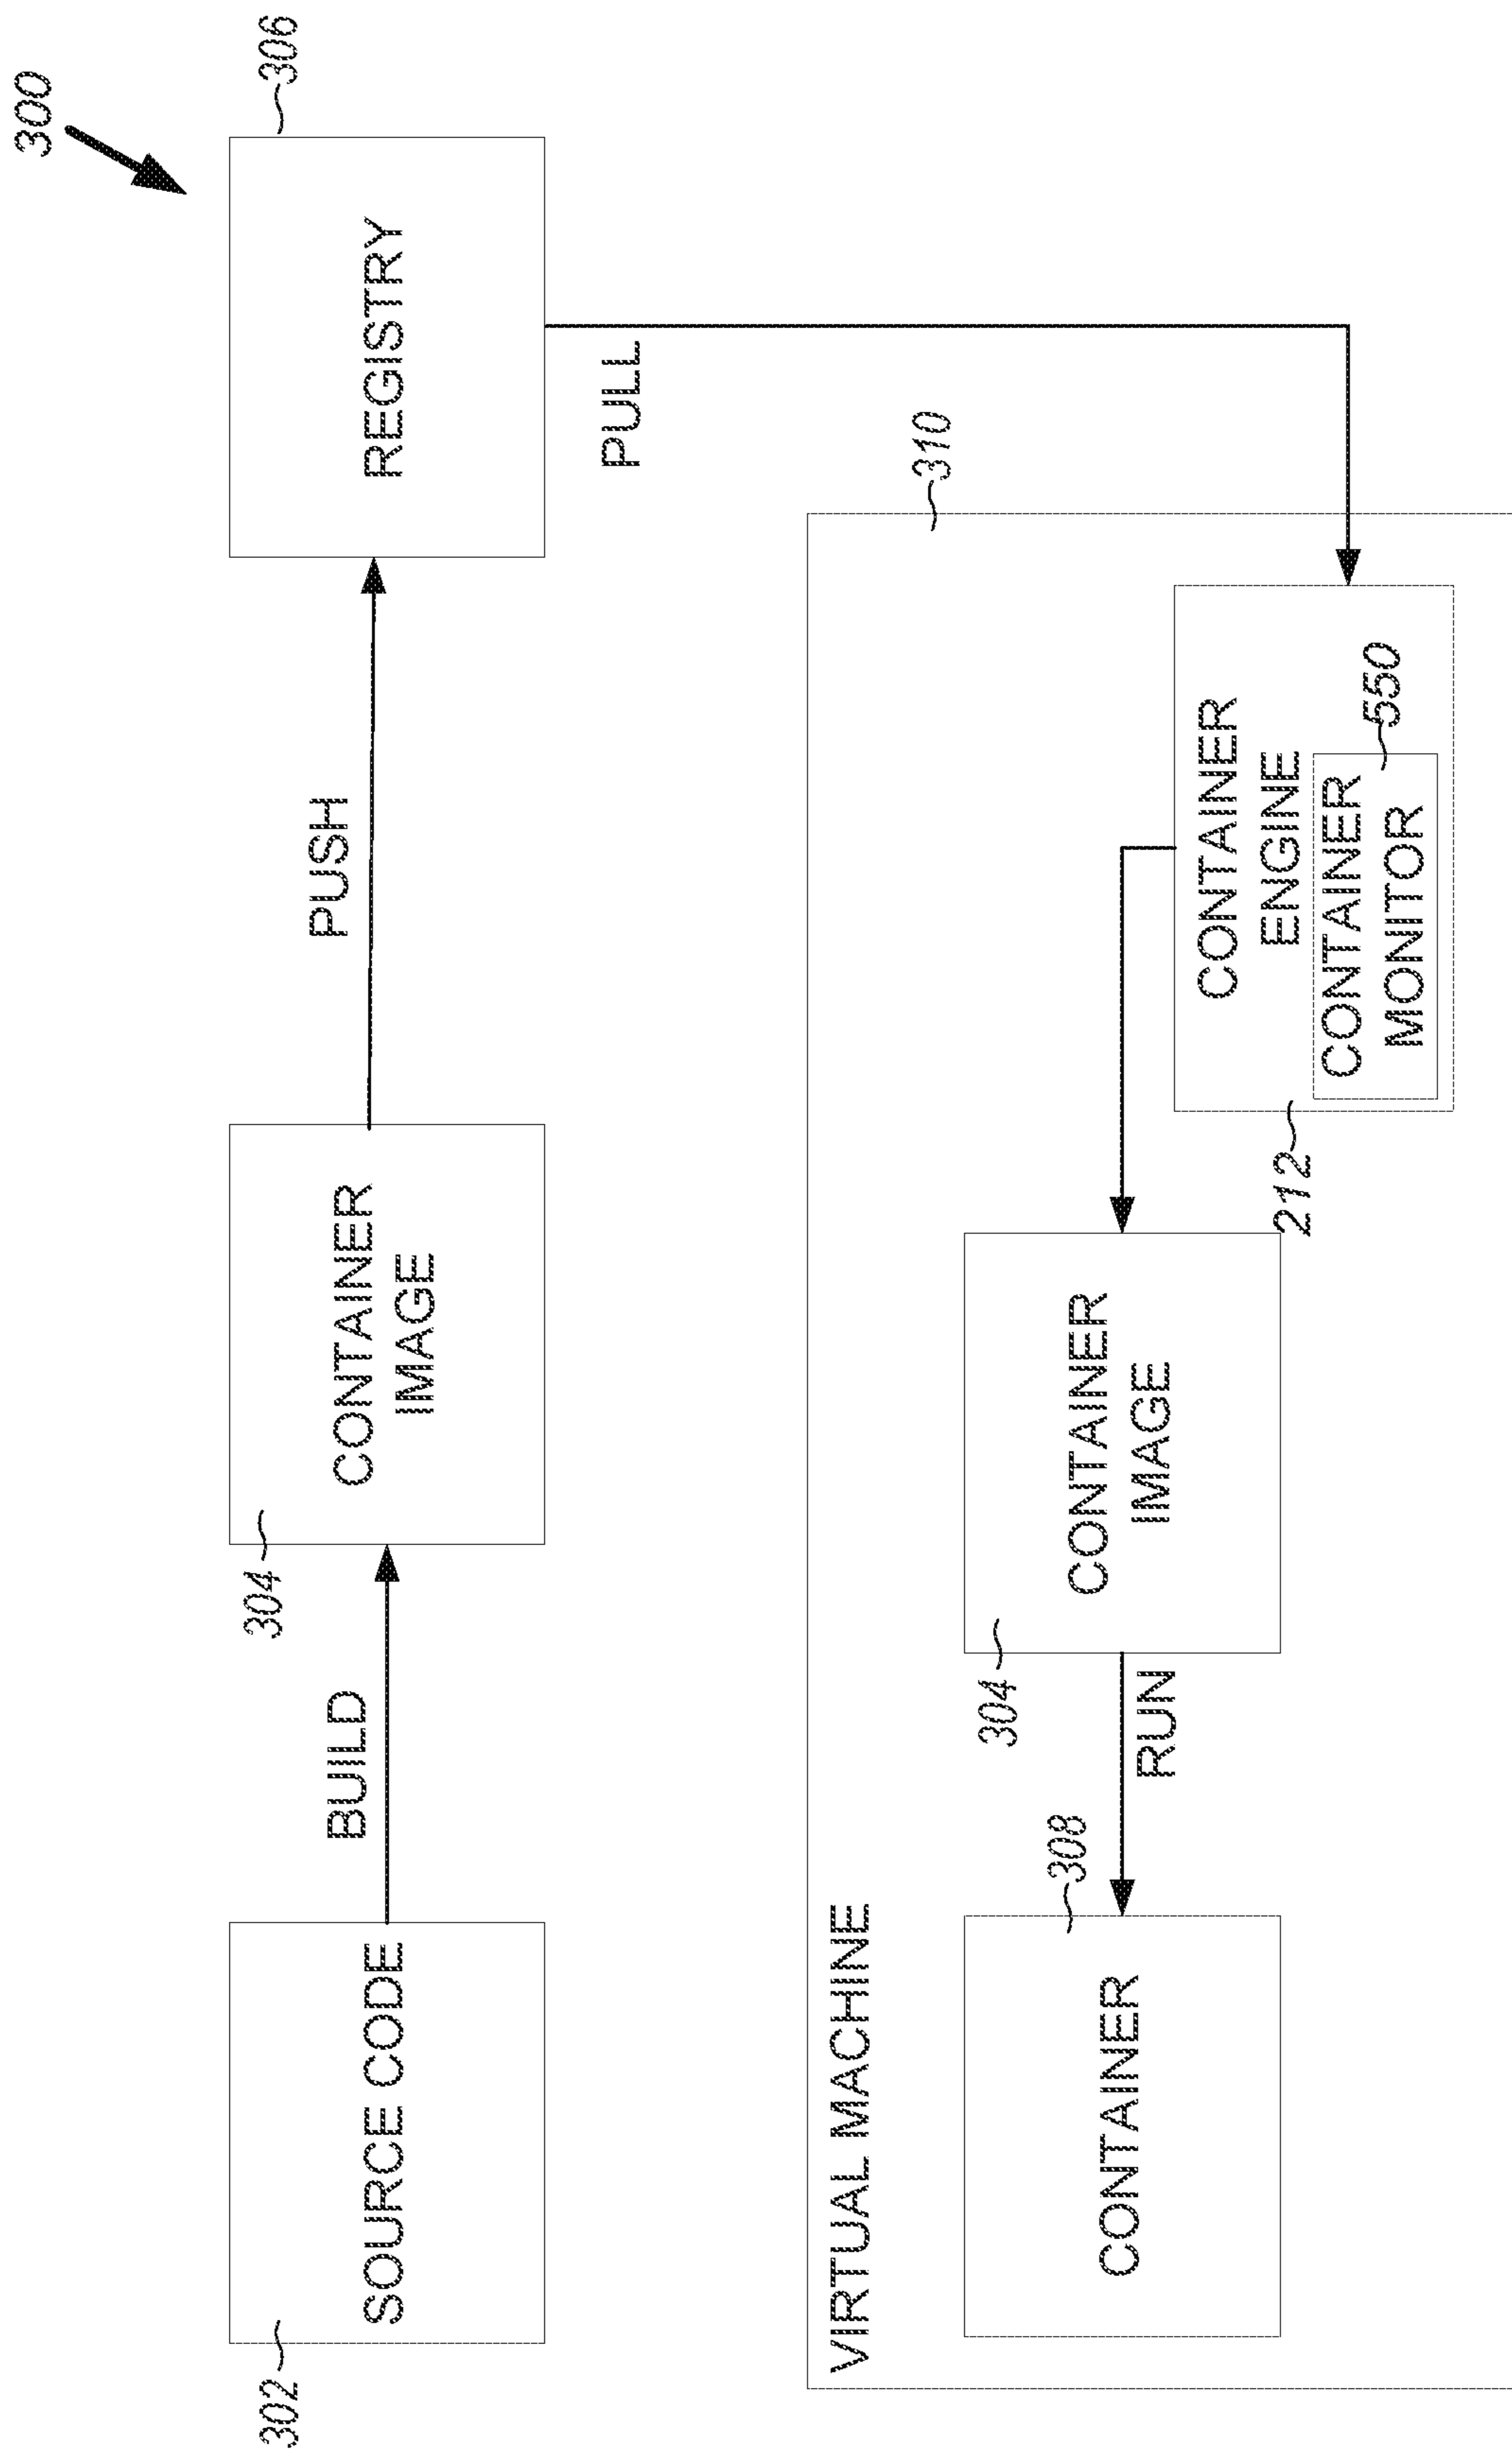 300
302
SOURCE CODE
BUILD
304
CONTAINER
IMAGE
PUSH
306
REGISTRY
PULL
VIRTUAL MACHINE
310
308
CONTAINER
RUN
304
CONTAINER
IMAGE
212
CONTAINER
ENGINE
CONTAINER
MONITOR
550